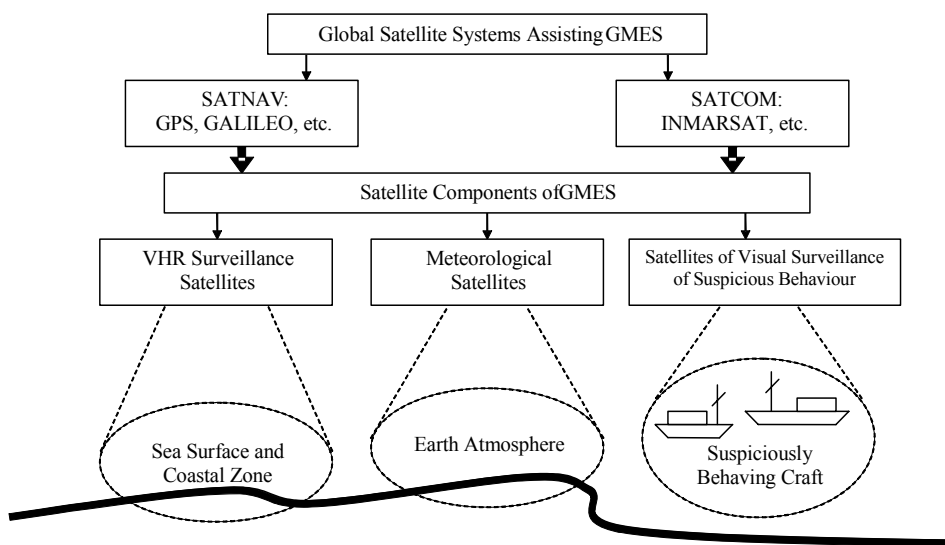 Global Satellite Systems Assisting GMES
SATNAV:
GPS, GALILEO, etc.
SATCOM:
INMARSAT, etc.
Satellite Components of GMES
VHR Surveillance
Satellites
Meteorological
Satellites
Satellites of Visual Surveillance
of Suspicious Behaviour
Sea Surface and
Coastal Zone
Earth Atmosphere
Suspiciously
Behaving Craft